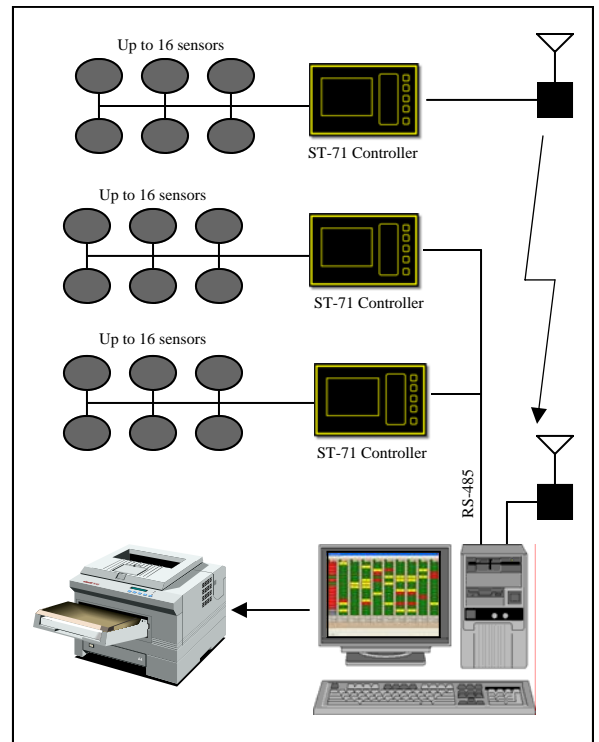 Up to 16 sensors
ST-71 Controller
Up to 16 sensors
ST-71 Controller
Up to 16 sensors
ST-71 Controller
RS-485